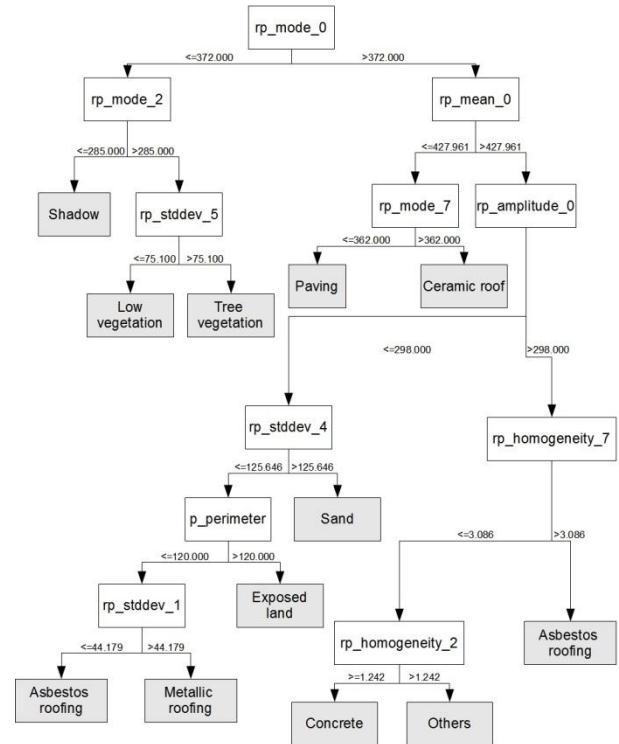 rp_mode_0
<=372.000 >372.000
rp_mode_2 rp_mean_0
<=285.000 >285.000 <=427.961 >427.961
Shadow rp_stddev_5 rp_mode_7 rp_amplitude_0
<=75.100 >75.100 <=362.000 >362.000
Low
vegetation
Tree
vegetation
Paving Ceramic roof
<=298.000 >298.000
rp_stddev_4 rp_homogeneity_7
<=125.646 >125.646
p_perimeter Sand
<=3.086 >3.086
<=120.000 >120.000
rp_stddev_1
Exposed
land
rp_homogeneity_2
Asbestos
roofing
<=44.179 >44.179
>=1.242 >1.242
Asbestos
roofing
Metallic
roofing
Concrete Others